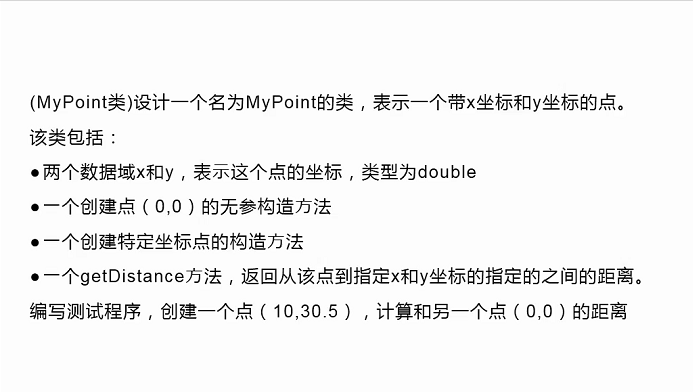 (MyPoint类)设计一个名为MyPoint的类，表示一个带x坐标和y坐标的点。
该类包括：
●两个数据域x和y，表示这个点的坐标，类型为double
●一个创建点（0,0）的无参构造方法
●一个创建特定坐标点的构造方法
●一个getDistance方法，返回从该点到指定x和y坐标的指定的之间的距离。
编写测试程序，创建一个点（10,30.5），计算和另一个点（0,0）的距离